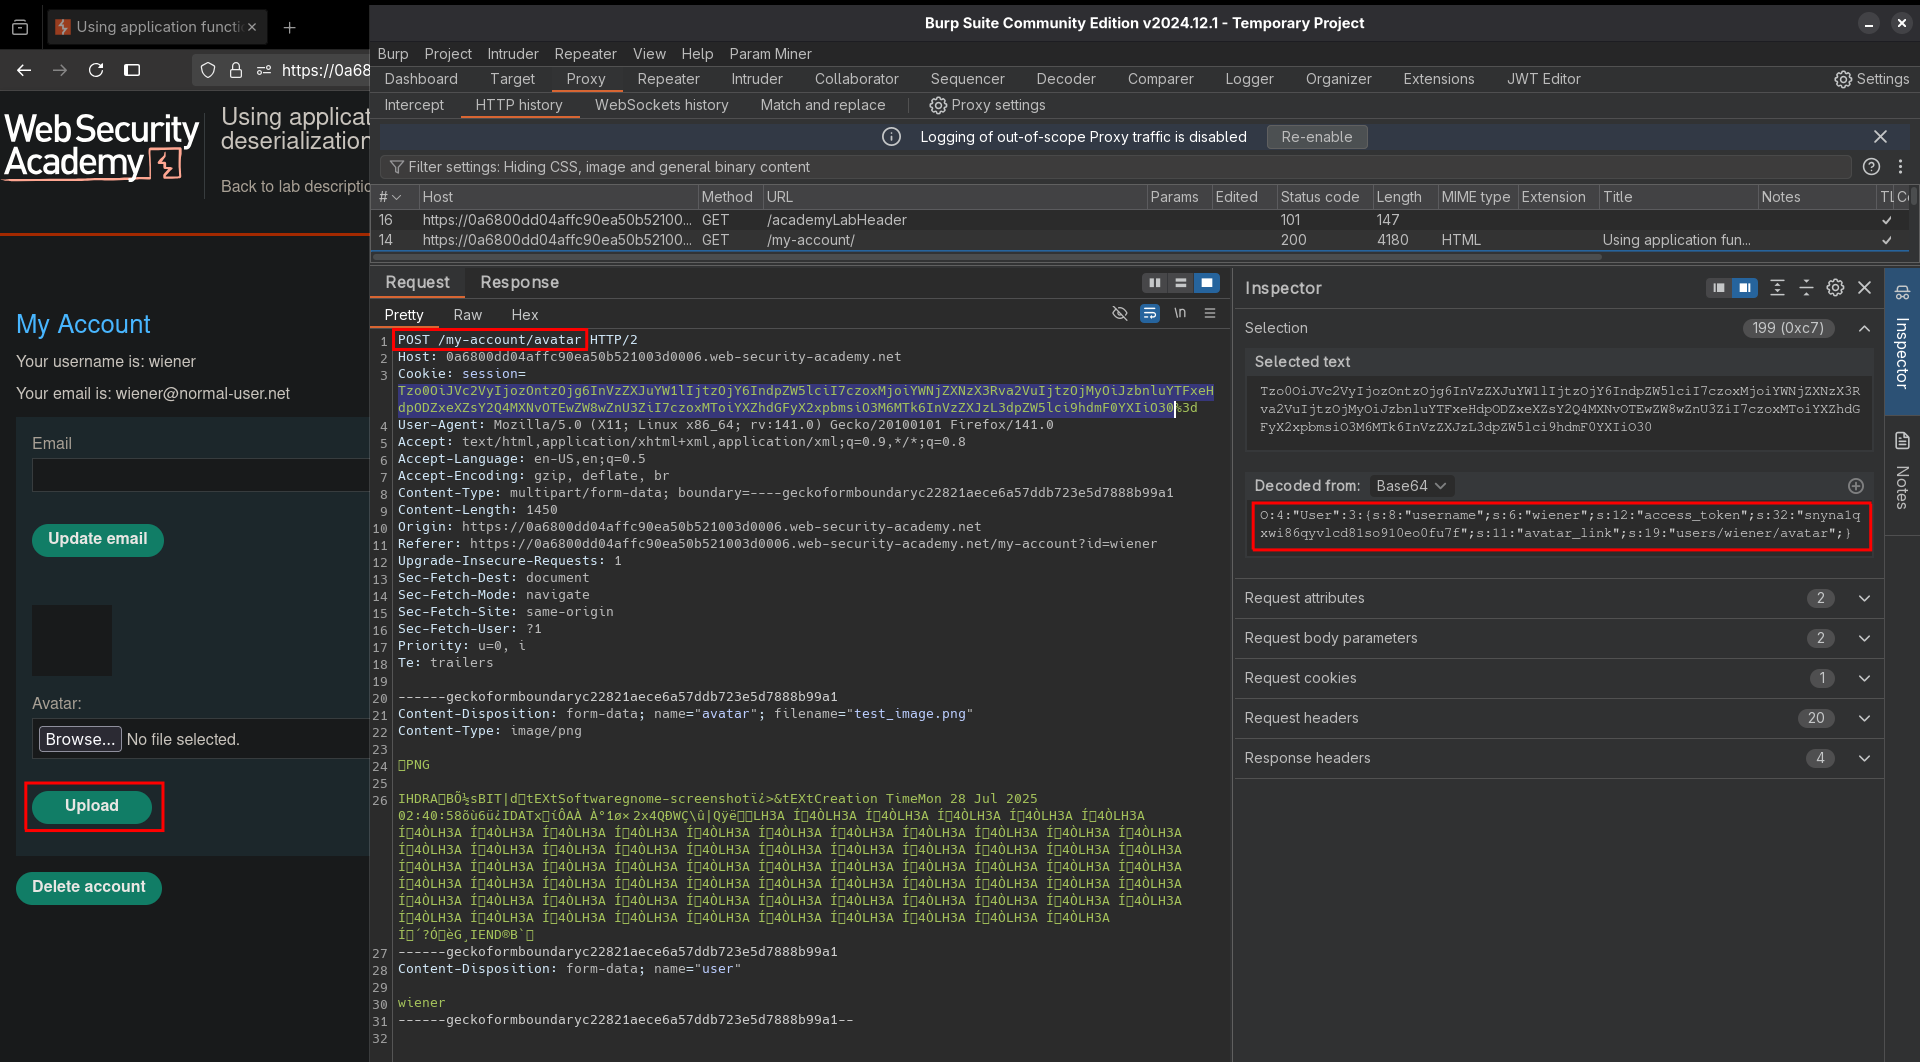 Using application functi
Burp Suite Community Edition v2024.12.1 - Temporary Project
https://0a68
Burp Project Intruder Repeater View Help Param Miner
Dashboard Target Proxy Repeater Intruder Collaborator Sequencer Decoder Comparer Logger Organizer Extensions JWT Editor Settings
Intercept HTTP history WebSockets history Match and replace Proxy settings
Logging of out-of-scope Proxy traffic is disabled Re-enable
Filter settings: Hiding CSS, image and general binary content
# Host Method URL Params Edited Status code Length MIME type Extension Title Notes TL
16 https://0a6800dd04affc90ea50b52100... GET /academyLabHeader 101 147
14 https://0a6800dd04affc90ea50b52100... GET /my-account/ 200 4180 HTML Using application fun...
WebSecurity
Academy
Using applicat
deserialization
Back to lab descriptio
My Account
Your username is: wiener
Your email is: wiener@normal-user.net
Email
Update email
Avatar:
Browse... No file selected.
Upload
Delete account
Request Response
Pretty Raw Hex
\n
1 POST /my-account/avatar HTTP/2
2 Host: 0a6800dd04affc90ea50b521003d0006.web-security-academy.net
3 Cookie: session=
Tzo0OiJVc2VyIjozOntzOjg6InVzZXJuYW1lIjtzOjY6IndpZW5lciI7czoxMjoiYWNjZXNzX3Rva2VuIjtzOjMyOiJzbnluYTFxeH
dpODZxeXZsY2Q4MXNvOTEwZW8wZnU3ZiI7czoxMToiYXZhdGFyX2xpbmsiO3M6MTk6InVzZXJzL3dpZW5lci9hdmF0YXIiO30%3d
4 User-Agent: Mozilla/5.0 (X11; Linux x86_64; rv:141.0) Gecko/20100101 Firefox/141.0
5 Accept: text/html,application/xhtml+xml,application/xml;q=0.9,*/*;q=0.8
6 Accept-Language: en-US,en;q=0.5
7 Accept-Encoding: gzip, deflate, br
8 Content-Type: multipart/form-data; boundary=----geckoformboundaryc22821aece6a57ddb723e5d7888b99a1
9 Content-Length: 1450
10 Origin: https://0a6800dd04affc90ea50b521003d0006.web-security-academy.net
11 Referer: https://0a6800dd04affc90ea50b521003d0006.web-security-academy.net/my-account?id=wiener
12 Upgrade-Insecure-Requests: 1
13 Sec-Fetch-Dest: document
14 Sec-Fetch-Mode: navigate
15 Sec-Fetch-Site: same-origin
16 Sec-Fetch-User: ?1
17 Priority: u=0, i
18 Te: trailers
19
20 ------geckoformboundaryc22821aece6a57ddb723e5d7888b99a1
21 Content-Disposition: form-data; name="avatar"; filename="test_image.png"
22 Content-Type: image/png
23
24 PNG
25
26 IHDR
Softwaregnome-screenshot
Creation TimeMon 28 Jul 2025
02:40:58
27 ------geckoformboundaryc22821aece6a57ddb723e5d7888b99a1
28 Content-Disposition: form-data; name="user"
29
30 wiener
31 ------geckoformboundaryc22821aece6a57ddb723e5d7888b99a1--
32
Inspector
Selection 199 (0xc7)
Selected text
Tzo0OiJVc2VyIjozOntzOjg6InVzZXJuYW1lIjtzOjY6IndpZW5lciI7czoxMjoiYWNjZXNzX3R
va2VuIjtzOjMyOiJzbnluYTFxeHdpODZxeXZsY2Q4MXNvOTEwZW8wZnU3ZiI7czoxMToiYXZhdG
FyX2xpbmsiO3M6MTk6InVzZXJzL3dpZW5lci9hdmF0YXIiO30
Decoded from: Base64
O:4:"User":3:{s:8:"username";s:6:"wiener";s:12:"access_token";s:32:"snyna1q
xwi86qyvlcd81so910eo0fu7f";s:11:"avatar_link";s:19:"users/wiener/avatar";}
Request attributes 2
Request body parameters 2
Request cookies 1
Request headers 20
Response headers 4
Inspector
Notes